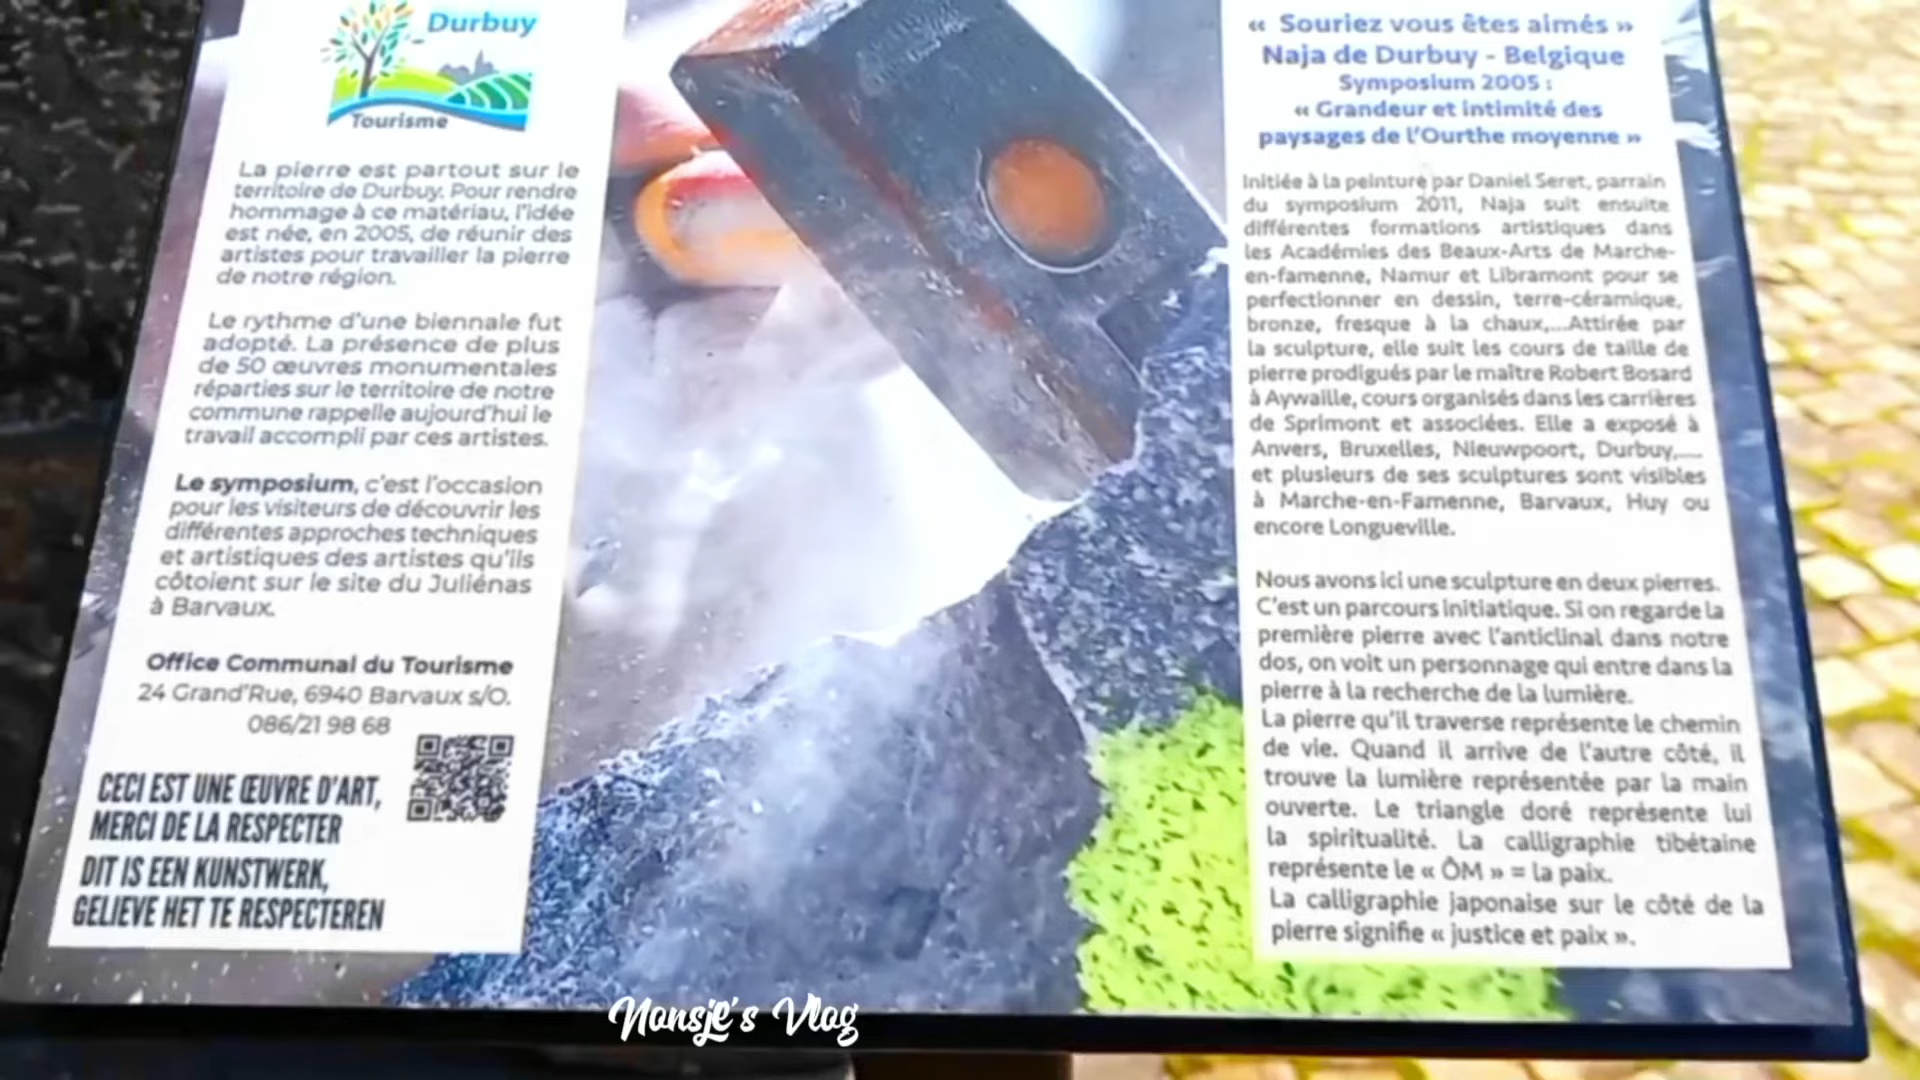 Durbuy
Tourisme
La pierre est partout sur le
territoire de Durbuy. Pour rendre
hommage à ce matériau, l'idée
est née, en 2005, de réunir des
artistes pour travailler la pierre
de notre région.
Le rythme d'une biennale fut
adopté. La présence de plus
de 50 œuvres monumentales
réparties sur le territoire de notre
commune rappelle aujourd'hui le
travail accompli par ces artistes.
Le symposium, c'est l'occasion
pour les visiteurs de découvrir les
différentes approches techniques
et artistiques des artistes qu'ils
côtoient sur le site du Juliénas
à Barvaux.
Office Communal du Tourisme
24 Grand'Rue, 6940 Barvaux s/O.
086/21 98 68
CECI EST UNE ŒUVRE D'ART,
MERCI DE LA RESPECTER
DIT IS EEN KUNSTWERK,
GELIEVE HET TE RESPECTEREN
« Souriez vous êtes aimés »
Naja de Durbuy - Belgique
Symposium 2005 :
« Grandeur et intimité des
paysages de l'Ourthe moyenne »
Initiée à la peinture par Daniel Seret, parrain
du symposium 2011, Naja suit ensuite
différentes formations artistiques dans
les Académies des Beaux-Arts de Marche-
en-famenne, Namur et Libramont pour se
perfectionner en dessin, terre-céramique,
bronze, fresque à la chaux,...Attirée par
la sculpture, elle suit les cours de taille de
pierre prodigués par le maître Robert Bosard
à Aywaille, cours organisés dans les carrières
de Sprimont et associées. Elle a exposé à
Anvers, Bruxelles, Nieuwpoort, Durbuy,....
et plusieurs de ses sculptures sont visibles
à Marche-en-Famenne, Barvaux, Huy ou
encore Longueville.
Nous avons ici une sculpture en deux pierres.
C'est un parcours initiatique. Si on regarde la
première pierre avec l'anticlinal dans notre
dos, on voit un personnage qui entre dans la
pierre à la recherche de la lumière.
La pierre qu'il traverse représente le chemin
de vie. Quand il arrive de l'autre côté, il
trouve la lumière représentée par la main
ouverte. Le triangle doré représente lui
la spiritualité. La calligraphie tibétaine
représente le « ÔM » = la paix.
La calligraphie japonaise sur le côté de la
pierre signifie « justice et paix ».
Nansje's Vlog